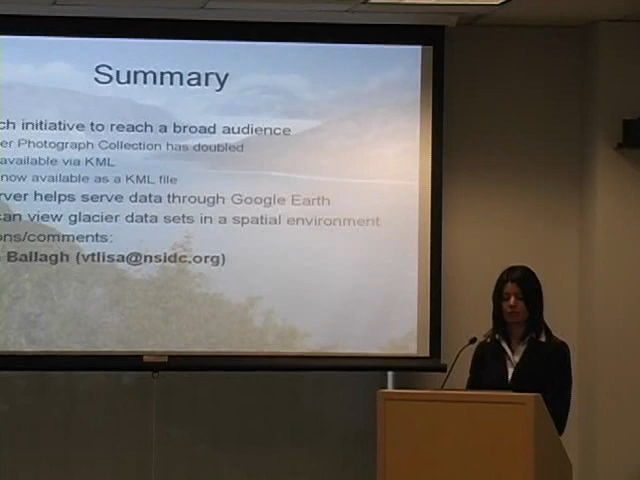 Summary
ch initiative to reach a broad audience
er Photograph Collection has doubled
available via KML
now available as a KML file
rver helps serve data through Google Earth
an view glacier data sets in a spatial environment
ons/comments:
Ballagh (vtlisa@nsidc.org)